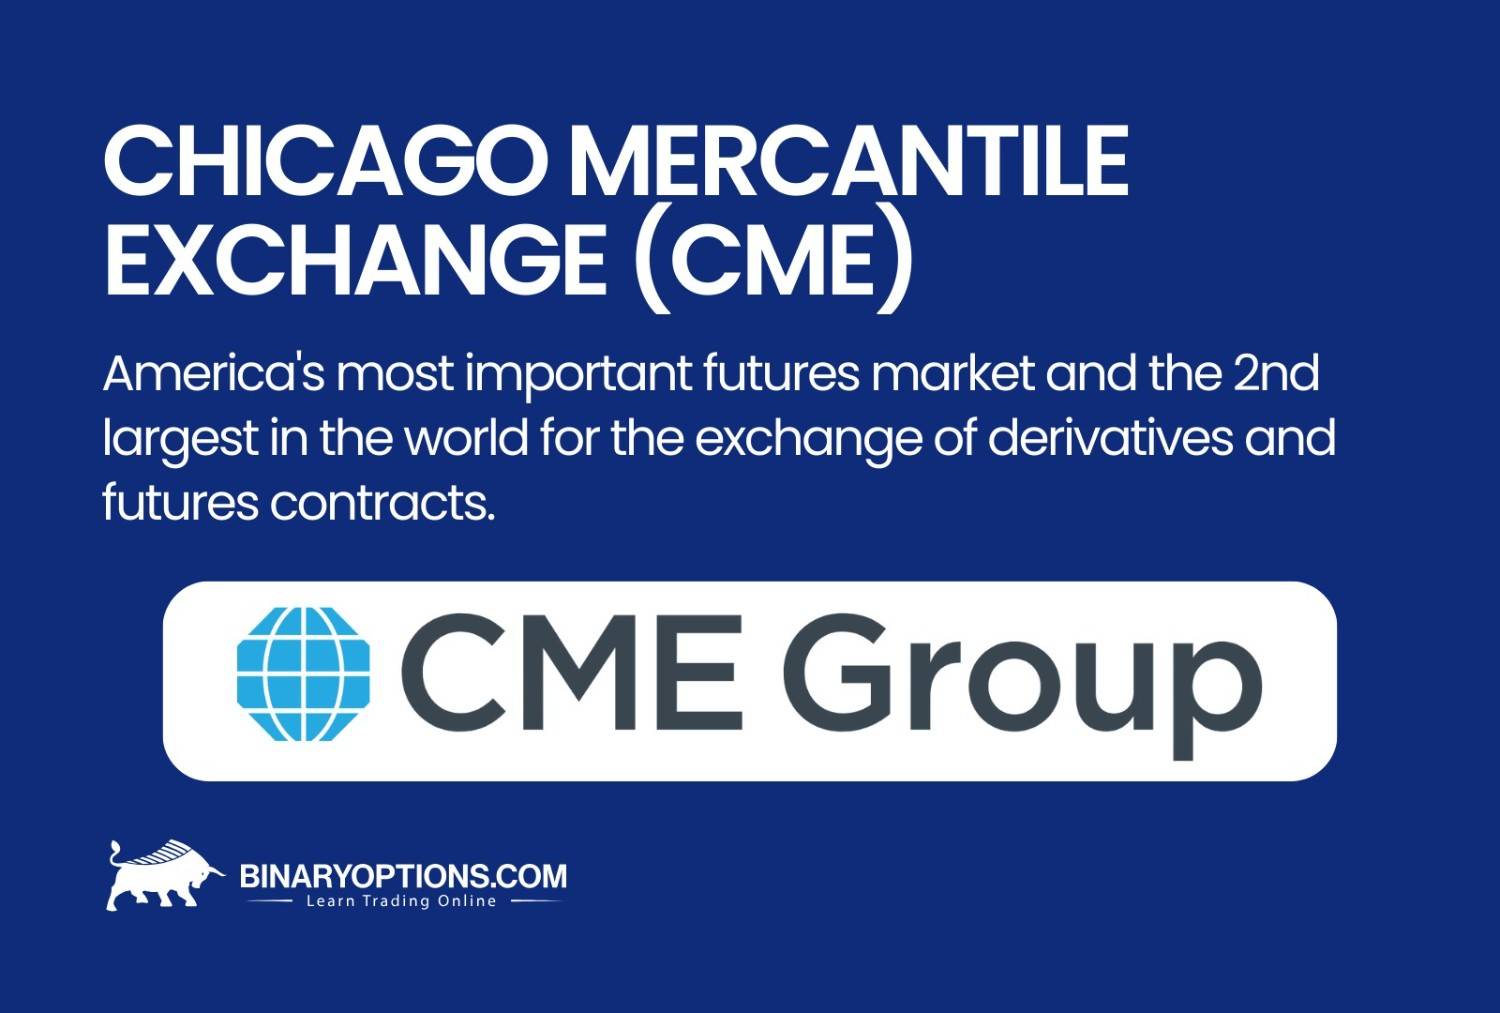 CHICAGO MERCANTILE
EXCHANGE (CME)
America's most important futures market and the 2nd
largest in the world for the exchange of derivatives and
futures contracts.
CME Group
BINARYOPTIONS.COM
Learn Trading Online